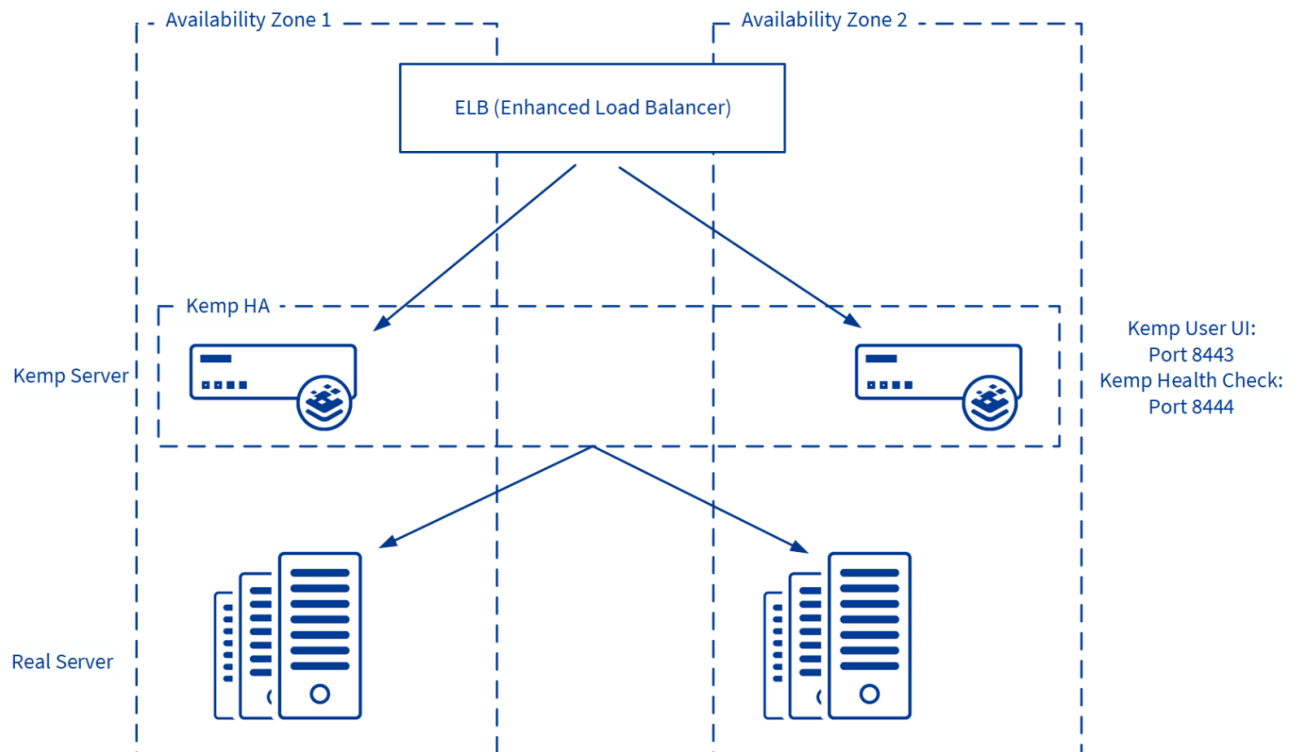 Availability Zone 1
Availability Zone 2
ELB (Enhanced Load Balancer)
Kemp HA
Kemp Server
Kemp User UI:
Port 8443
Kemp Health Check:
Port 8444
Real Server